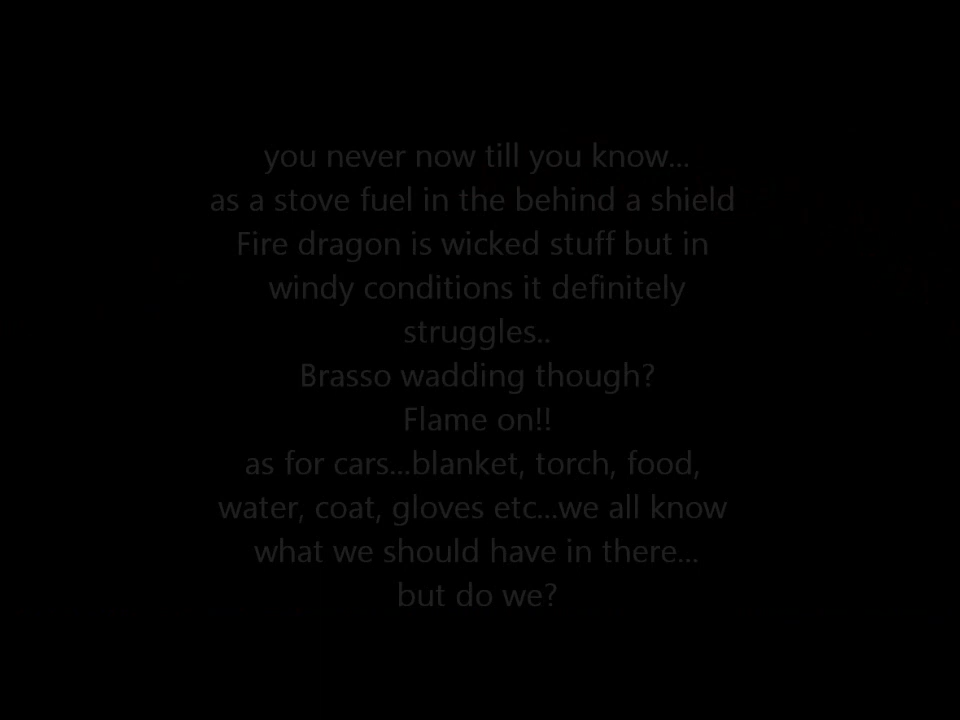 you never now till you know...
as a stove fuel in the behind a shield
Fire dragon is wicked stuff but in
windy conditions it definitely
struggles..
Brasso wadding though?
Flame on!!
as for cars...blanket, torch, food,
water, coat, gloves etc...we all know
what we should have in there...
but do we?